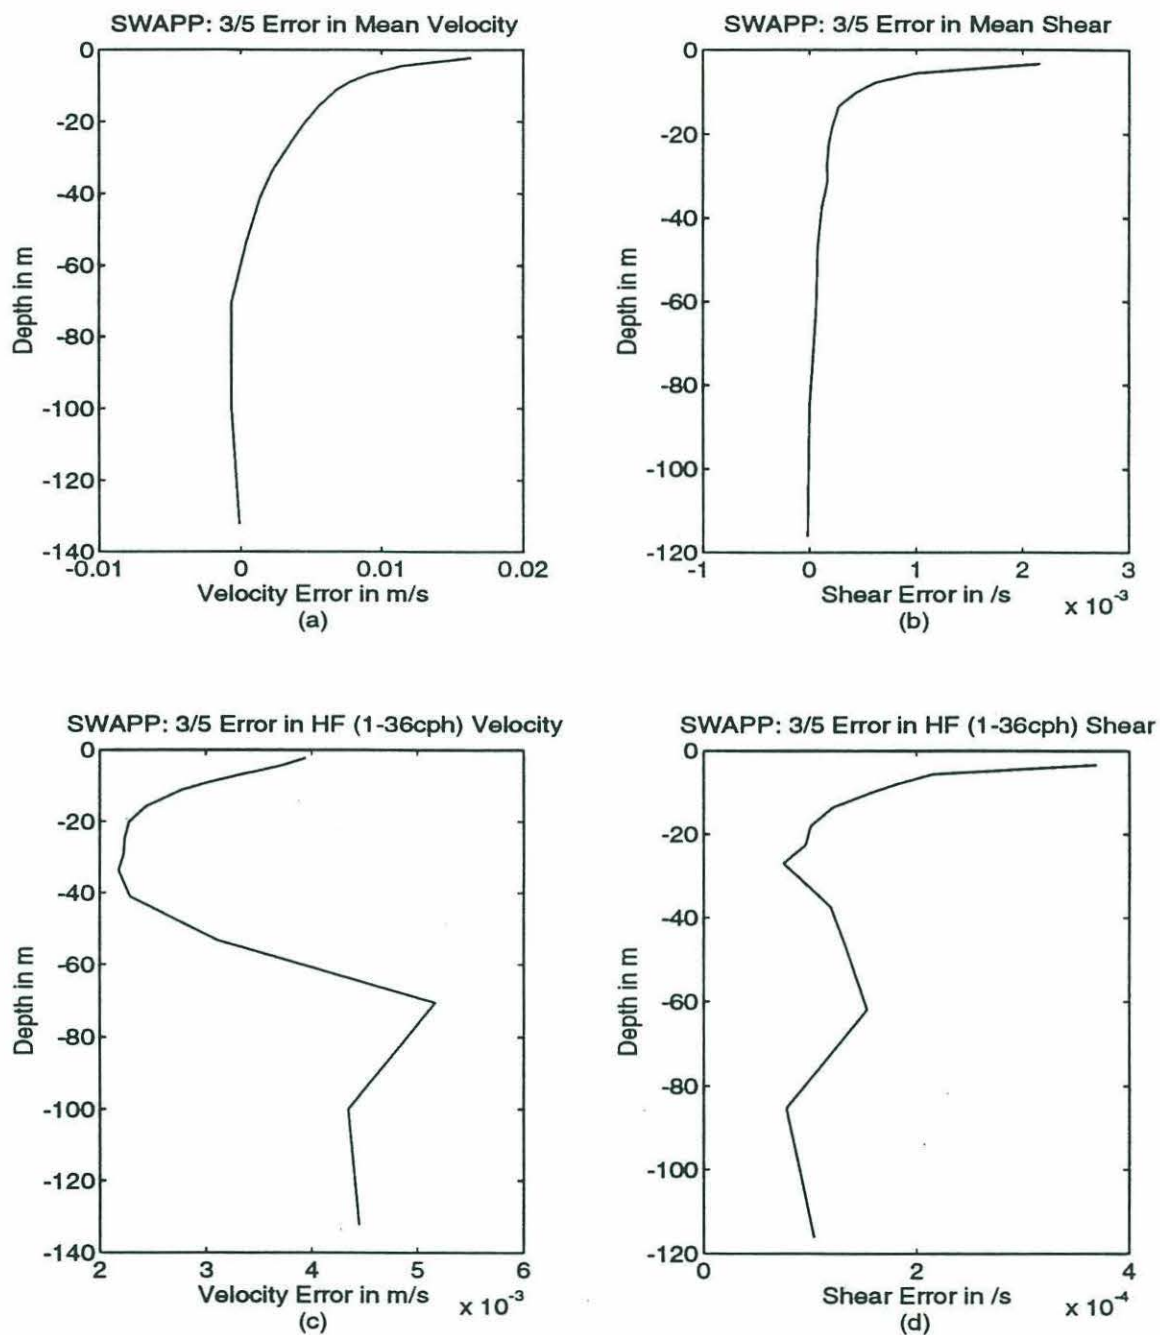 SWAPP: 3/5 Error in Mean Velocity
0
-20
-40
-60
-80
-100
-120
-140
Depth in m
-0.01
0
0.01
0.02
Velocity Error in m/s
(a)
SWAPP: 3/5 Error in Mean Shear
0
-20
-40
-60
-80
-100
-120
Depth in m
-1
0
1
2
3
Shear Error in /s
x 10-3
(b)
SWAPP: 3/5 Error in HF (1-36cph) Velocity
0
-20
-40
-60
-80
-100
-120
-140
Depth in m
2
3
4
5
6
Velocity Error in m/s
x 10-3
(c)
SWAPP: 3/5 Error in HF (1-36cph) Shear
0
-20
-40
-60
-80
-100
-120
Depth in m
0
2
4
Shear Error in /s
x 10-4
(d)